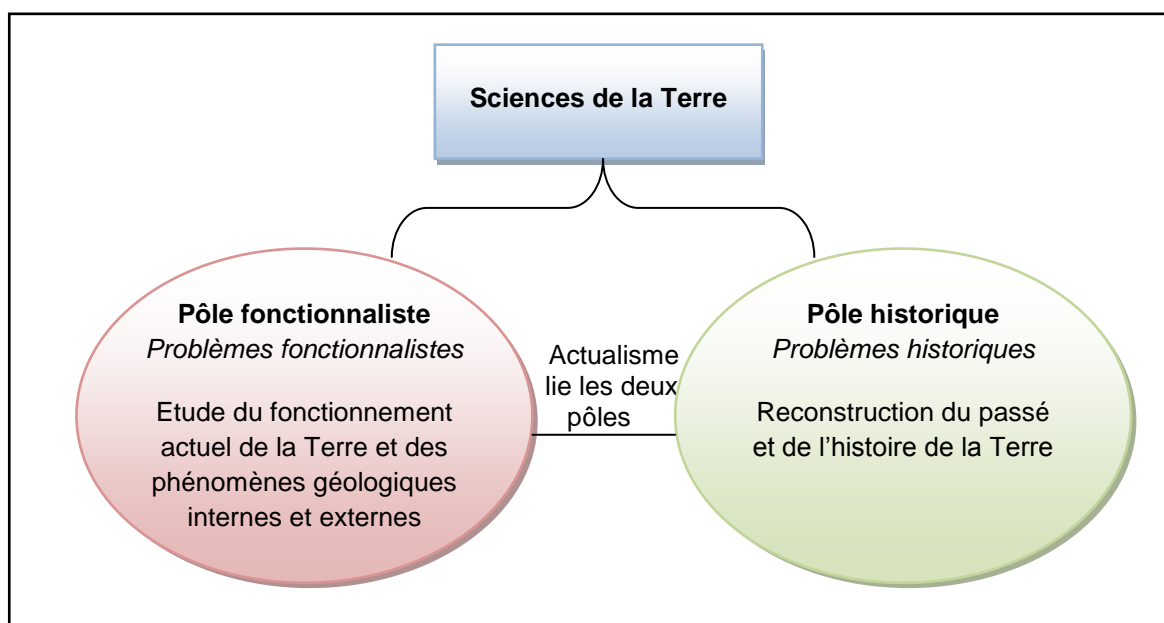 Sciences de la Terre
Pôle fonctionnaliste
Problèmes fonctionnalistes
Etude du fonctionnement
actuel de la Terre et des
phénomènes géologiques
internes et externes
Actualisme
lie les deux
pôles
Pôle historique
Problèmes historiques
Reconstruction du passé
et de l'histoire de la Terre